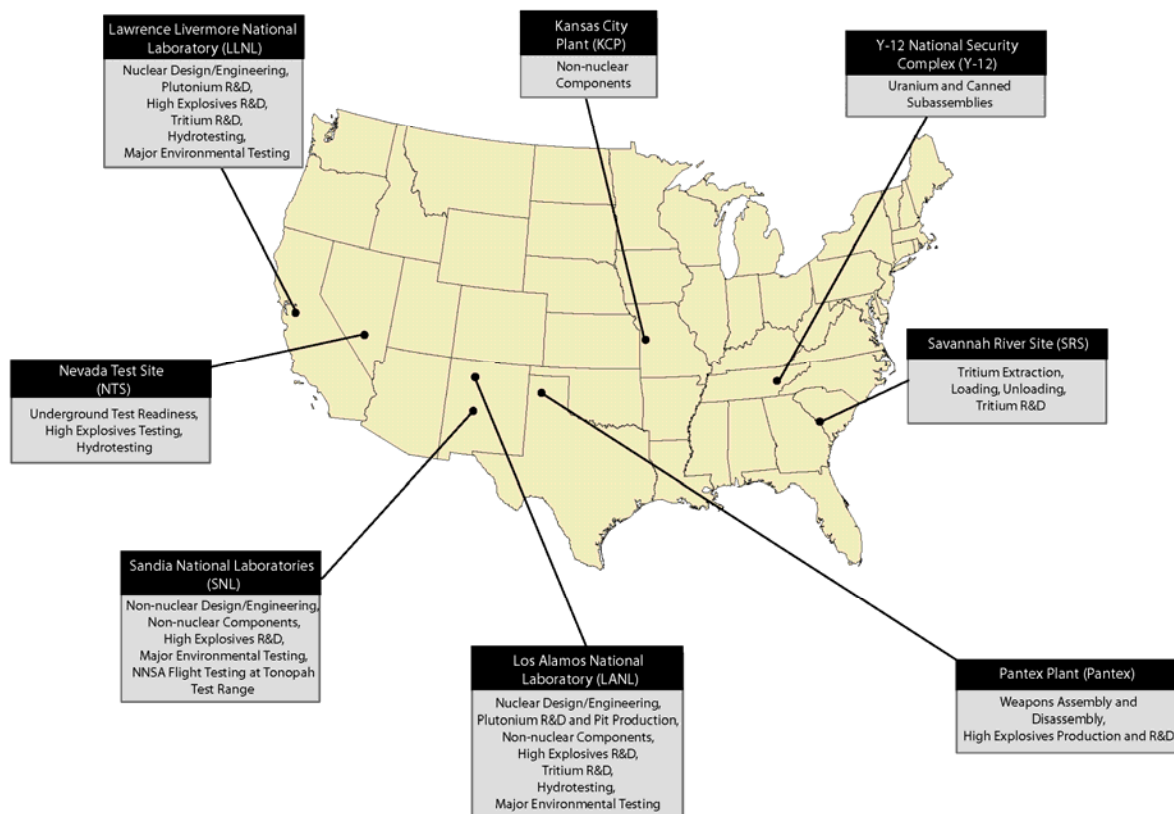 Lawrence Livermore National
Laboratory (LLNL)
Nuclear Design/Engineering,
Plutonium R&D,
High Explosives R&D,
Tritium R&D,
Hydrotesting,
Major Environmental Testing
Kansas City
Plant (KCP)
Non-nuclear
Components
Y-12 National Security
Complex (Y-12)
Uranium and Canned
Subassemblies
Nevada Test Site
(NTS)
Underground Test Readiness,
High Explosives Testing,
Hydrotesting
Savannah River Site (SRS)
Tritium Extraction,
Loading, Unloading,
Tritium R&D
Sandia National Laboratories
(SNL)
Non-nuclear Design/Engineering,
Non-nuclear Components,
High Explosives R&D,
Major Environmental Testing,
NNSA Flight Testing at Tonopah
Test Range
Los Alamos National
Laboratory (LANL)
Nuclear Design/Engineering,
Plutonium R&D and Pit Production,
Non-nuclear Components,
High Explosives R&D,
Tritium R&D,
Hydrotesting,
Major Environmental Testing
Pantex Plant (Pantex)
Weapons Assembly and
Disassembly,
High Explosives Production and R&D